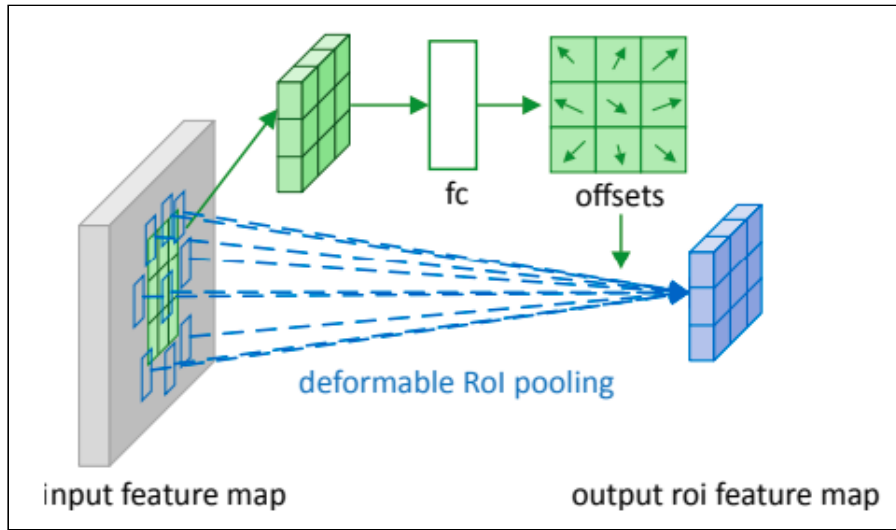 fc
offsets
deformable RoI pooling
input feature map
output roi feature map